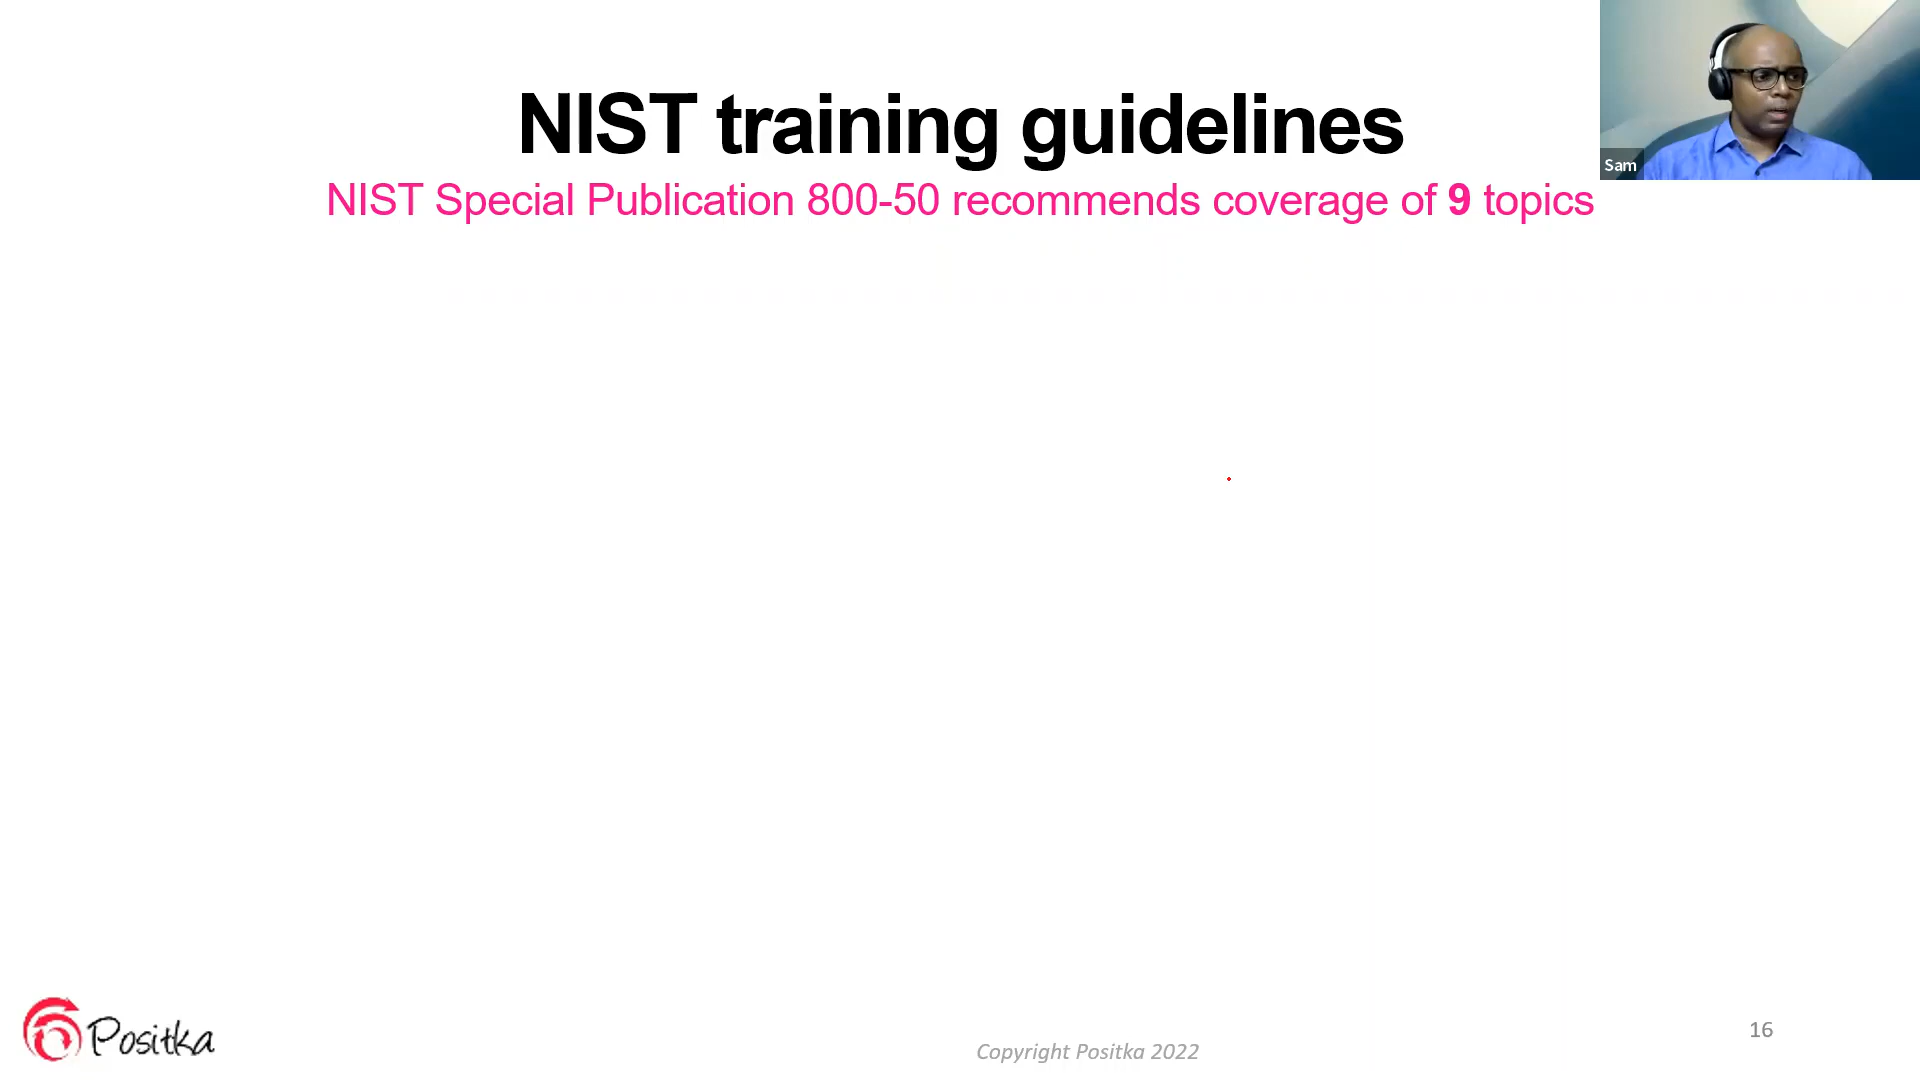 NIST training guidelines
NIST Special Publication 800-50 recommends coverage of 9 topics
Sam
Positka
Copyright Positka 2022
16